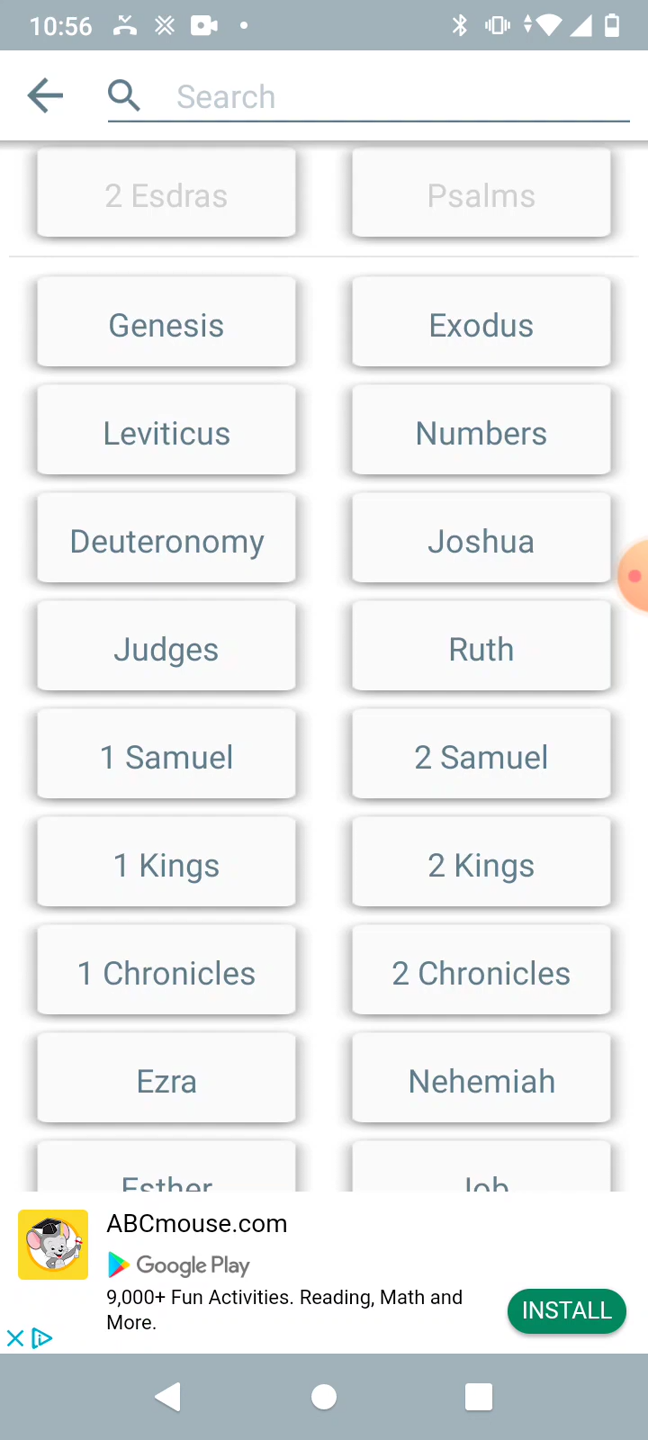 10:56
Search
2 Esdras Psalms
Genesis Exodus
Leviticus Numbers
Deuteronomy Joshua
Judges Ruth
1 Samuel 2 Samuel
1 Kings 2 Kings
1 Chronicles 2 Chronicles
Ezra Nehemiah
Esther Job
ABCmouse.com
Google Play
9,000+ Fun Activities. Reading, Math and
More.
INSTALL